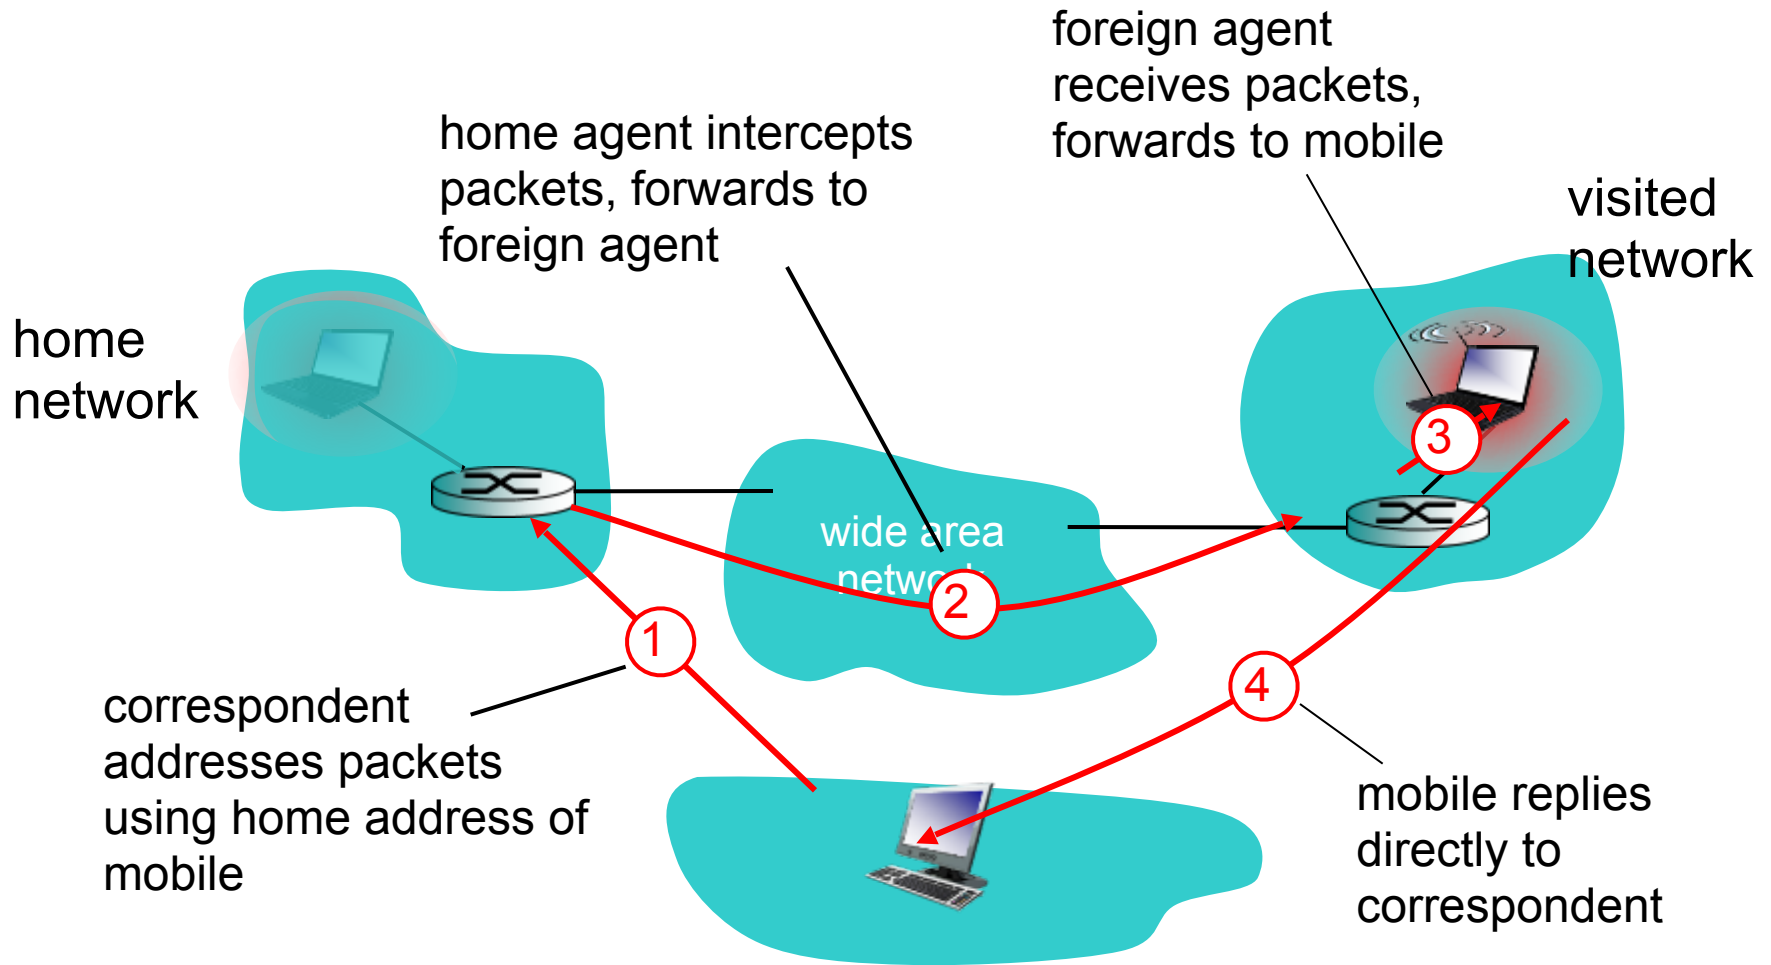 foreign agent
receives packets,
forwards to mobile
home agent intercepts
packets, forwards to
foreign agent
visited
network
home
network
3
wide area
network
2
1
4
correspondent
addresses packets
using home address of
mobile
mobile replies
directly to
correspondent